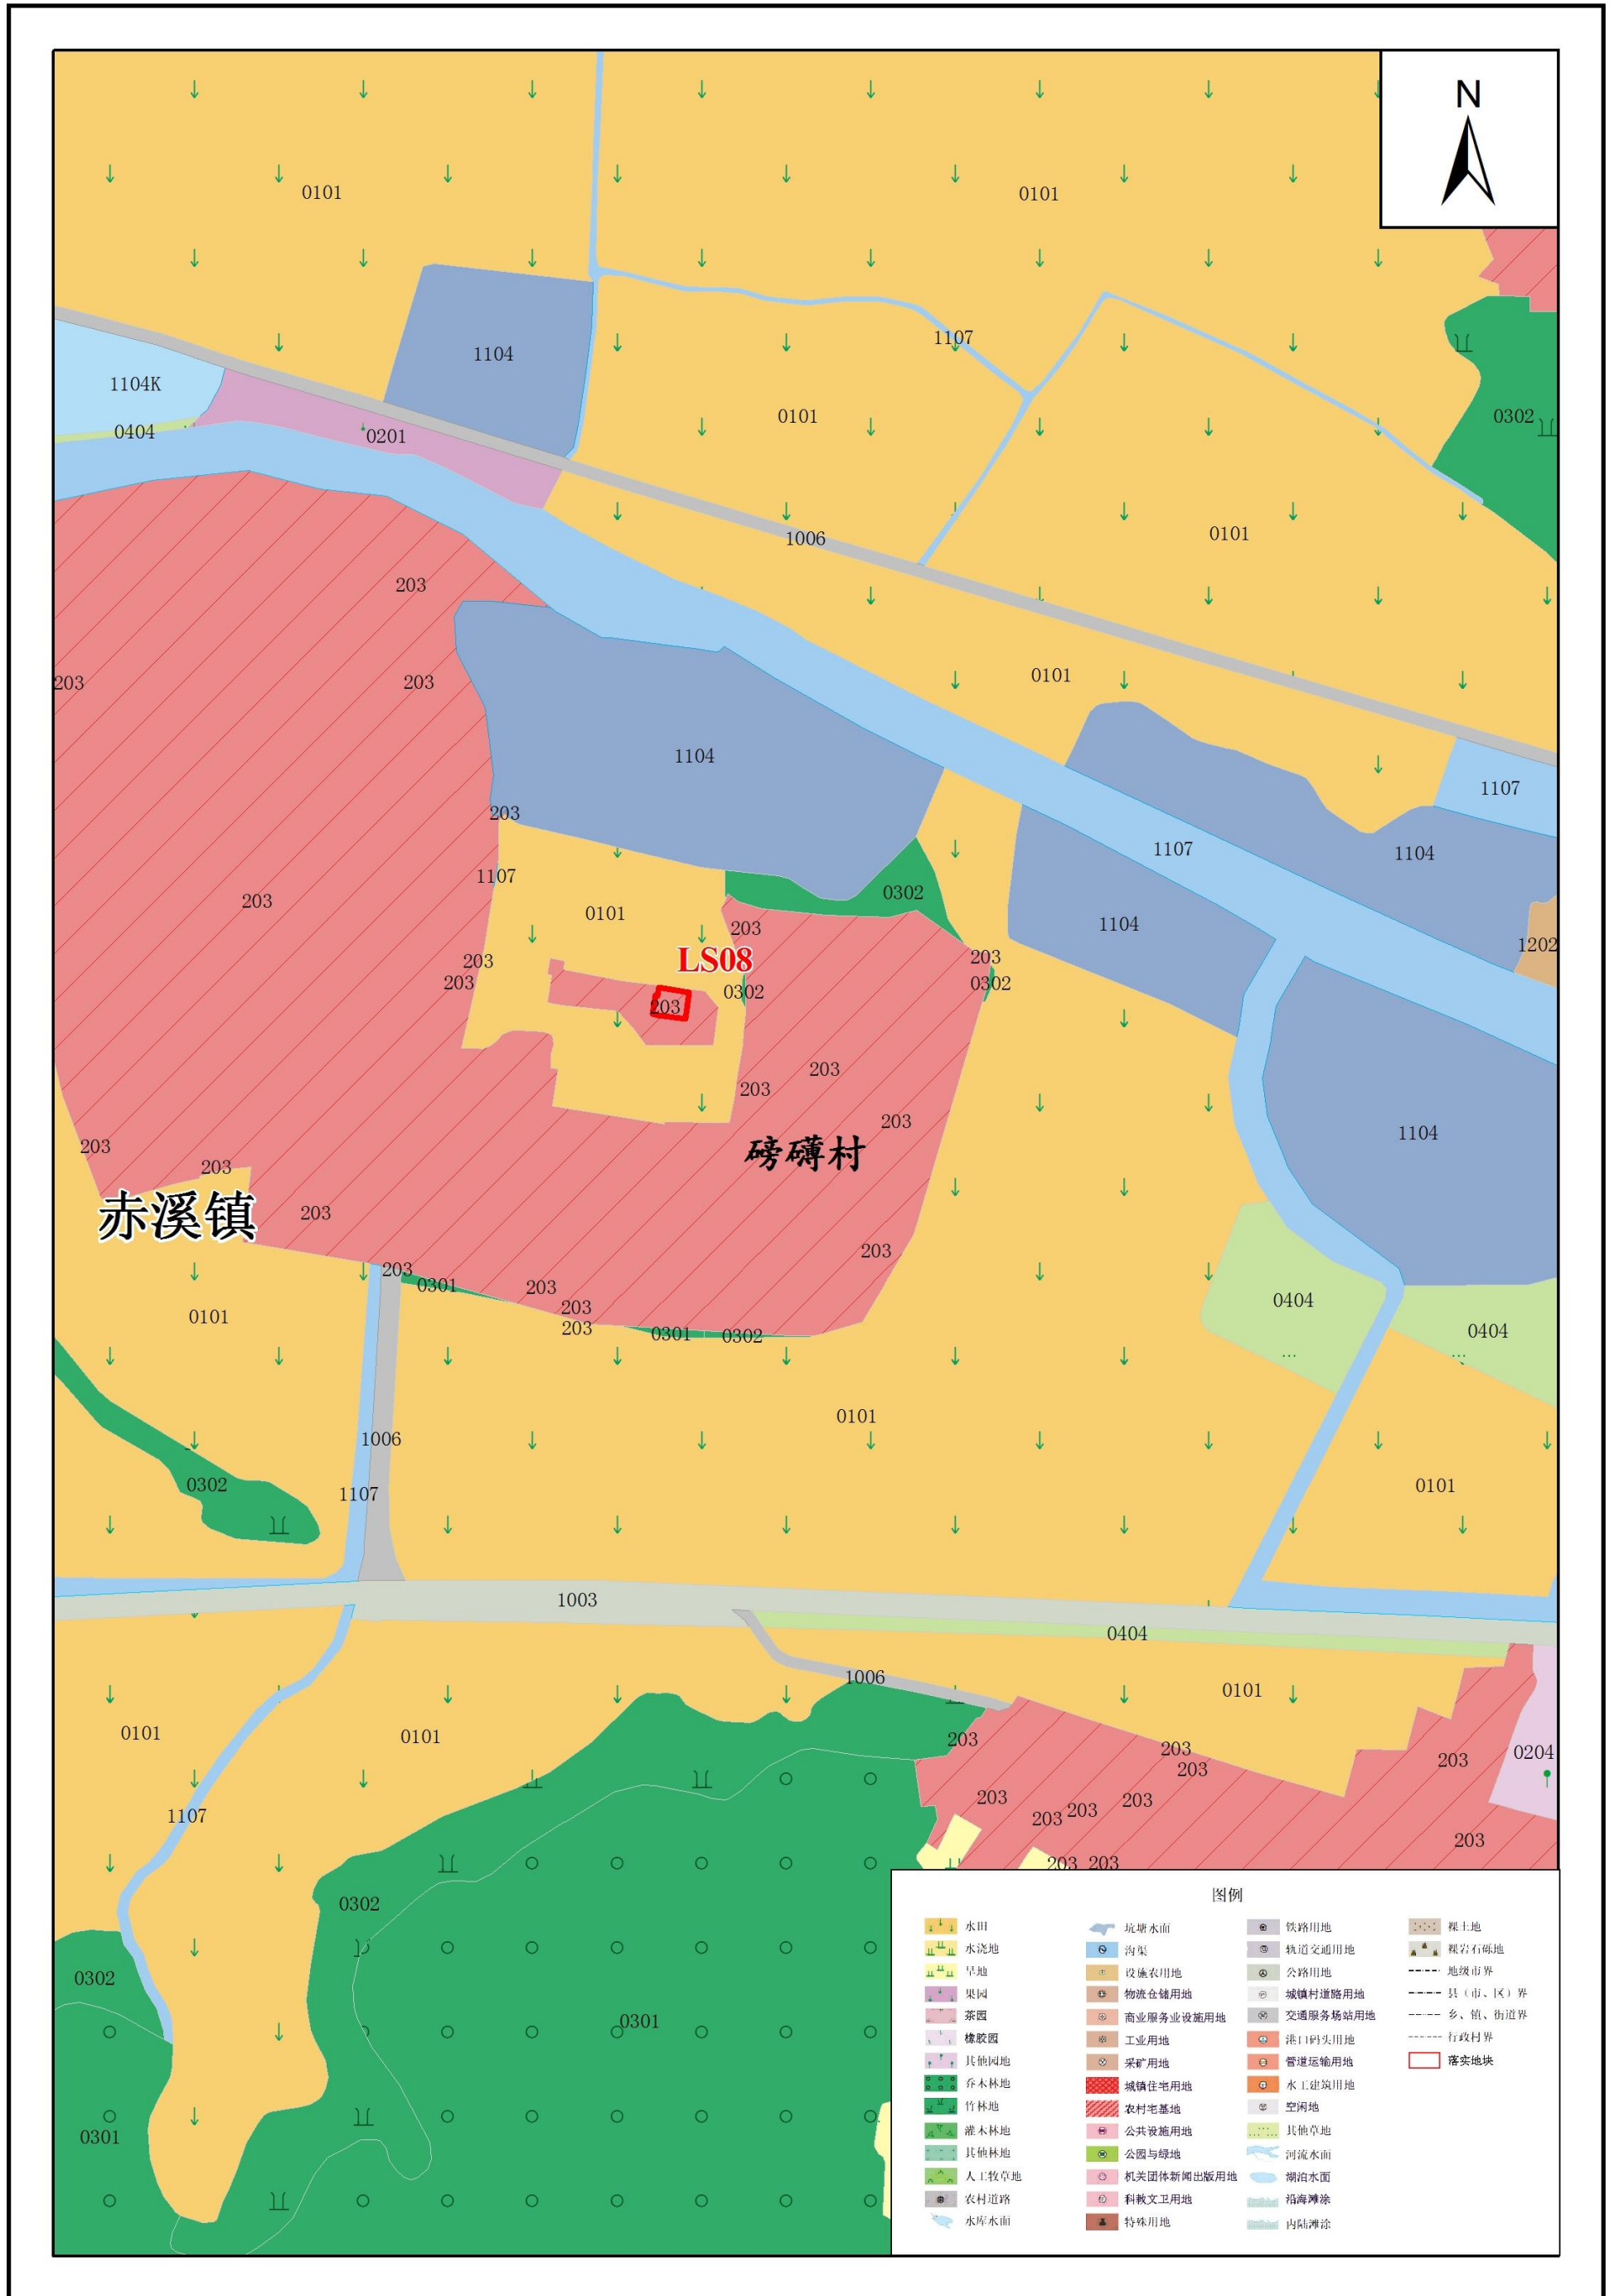 N
0101
0101
1104
1107
1104K
0404
0201
0101
0302
203
1006
0101
203
203
0101
1104
1107
203
1107
1104
1107
203
0302
0101
1104
203
1202
LS08
203
203
203
0302
203
0302
203
203
203
203
1104
203
磅礴村
203
赤溪镇
203
203
203
0301
203
203
203
0301
0302
0404
0404
0101
0101
1006
0302
1107
0101
1003
0404
1006
0101
0101
0101
203
203
203
203
0204
203
203
203
203
1107
203
203
203
0302
0302
0301
0301
图例
水田
水浇地
旱地
果园
茶园
橡胶园
其他园地
乔木林地
竹林地
灌木林地
其他林地
人工牧草地
农村道路
水库水面
坑塘水面
沟渠
设施农用地
物流仓储用地
商业服务业设施用地
工业用地
采矿用地
城镇住宅用地
农村宅基地
公共设施用地
公园与绿地
机关团体新闻出版用地
科教文卫用地
特殊用地
铁路用地
轨道交通用地
公路用地
城镇村道路用地
交通服务场站用地
港口码头用地
管道运输用地
水工建筑用地
空闲地
其他草地
河流水面
湖泊水面
沿海滩涂
内陆滩涂
裸土地
裸岩石砾地
地级市界
县（市、区）界
乡、镇、街道界
行政村界
落实地块